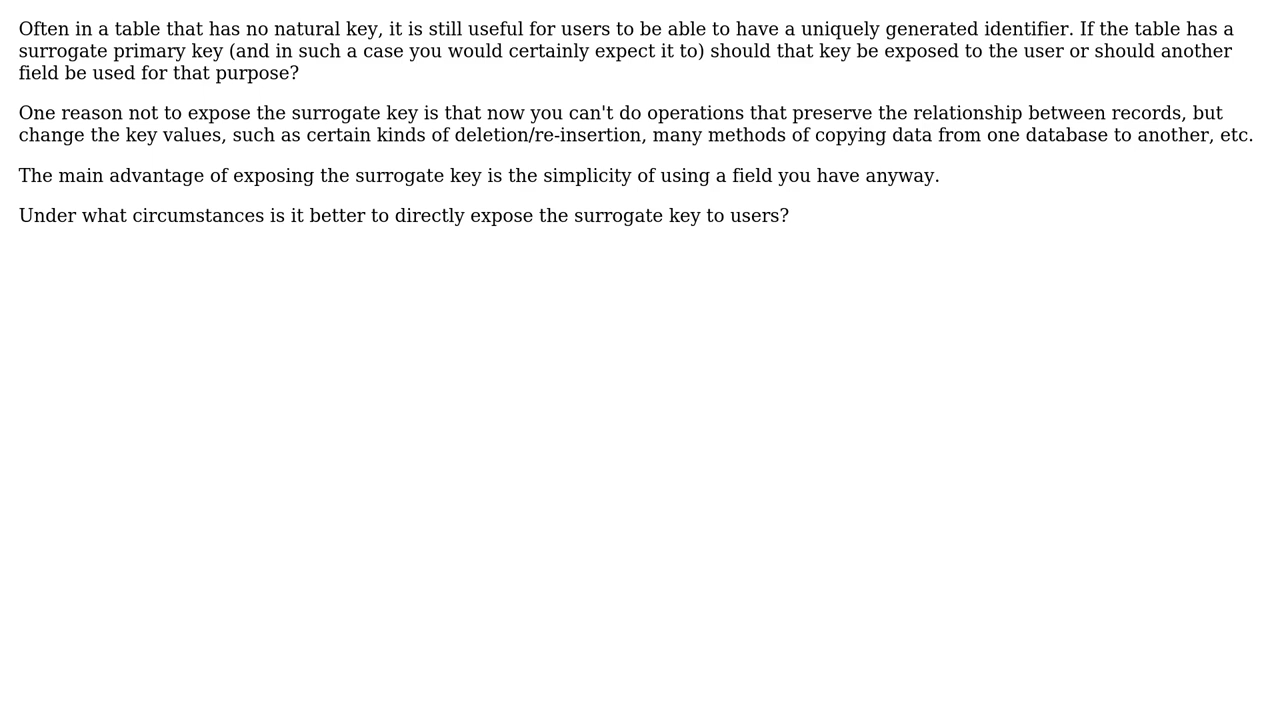 Often in a table that has no natural key, it is still useful for users to be able to have a uniquely generated identifier. If the table has a
surrogate primary key (and in such a case you would certainly expect it to) should that key be exposed to the user or should another
field be used for that purpose?
One reason not to expose the surrogate key is that now you can't do operations that preserve the relationship between records, but
change the key values, such as certain kinds of deletion/re-insertion, many methods of copying data from one database to another, etc.
The main advantage of exposing the surrogate key is the simplicity of using a field you have anyway.
Under what circumstances is it better to directly expose the surrogate key to users?